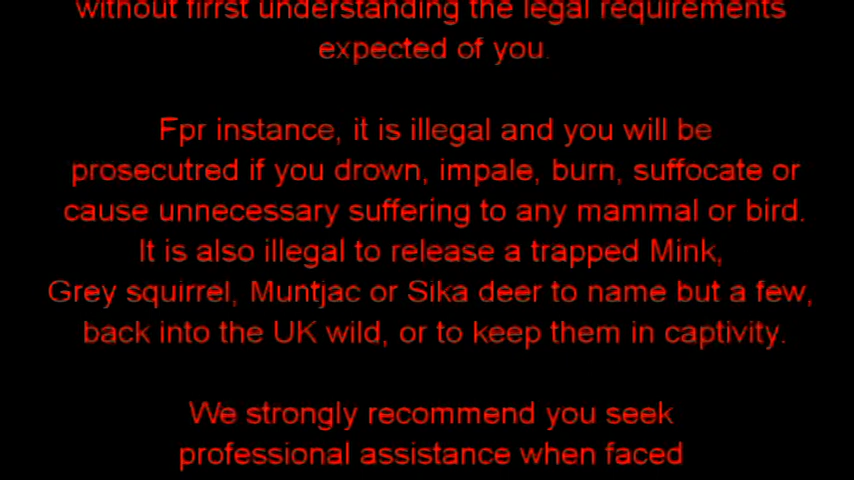 without firrst understanding the legal requirements
expected of you.
Fpr instance, it is illegal and you will be
prosecutred if you drown, impale, burn, suffocate or
cause unnecessary suffering to any mammal or bird.
It is also illegal to release a trapped Mink,
Grey squirrel, Muntjac or Sika deer to name but a few,
back into the UK wild, or to keep them in captivity.
We strongly recommend you seek
professional assistance when faced